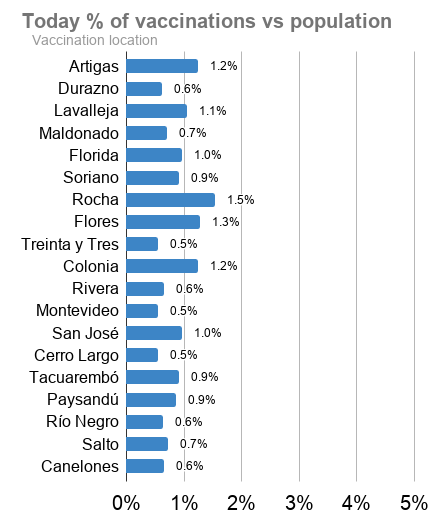 Today % of vaccinations vs population
Vaccination location
Artigas 1.2%
Durazno 0.6%
Lavalleja 1.1%
Maldonado 0.7%
Florida 1.0%
Soriano 0.9%
Rocha 1.5%
Flores 1.3%
Treinta y Tres 0.5%
Colonia 1.2%
Rivera 0.6%
Montevideo 0.5%
San José 1.0%
Cerro Largo 0.5%
Tacuarembó 0.9%
Paysandú 0.9%
Río Negro 0.6%
Salto 0.7%
Canelones 0.6%
0% 1% 2% 3% 4% 5%